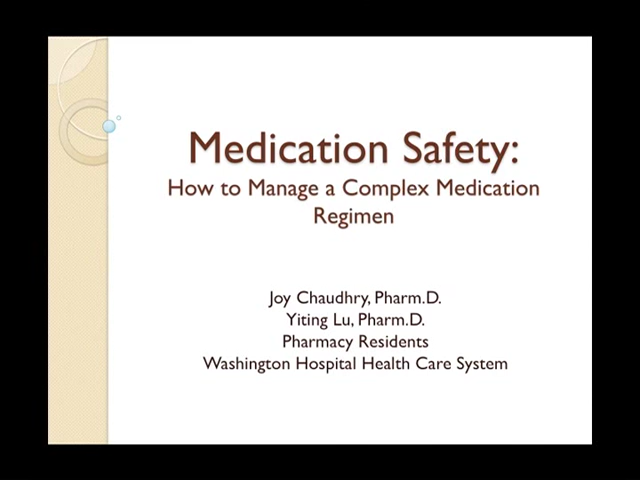 Medication Safety:
How to Manage a Complex Medication
Regimen
Joy Chaudhry, Pharm.D.
Yiting Lu, Pharm.D.
Pharmacy Residents
Washington Hospital Health Care System